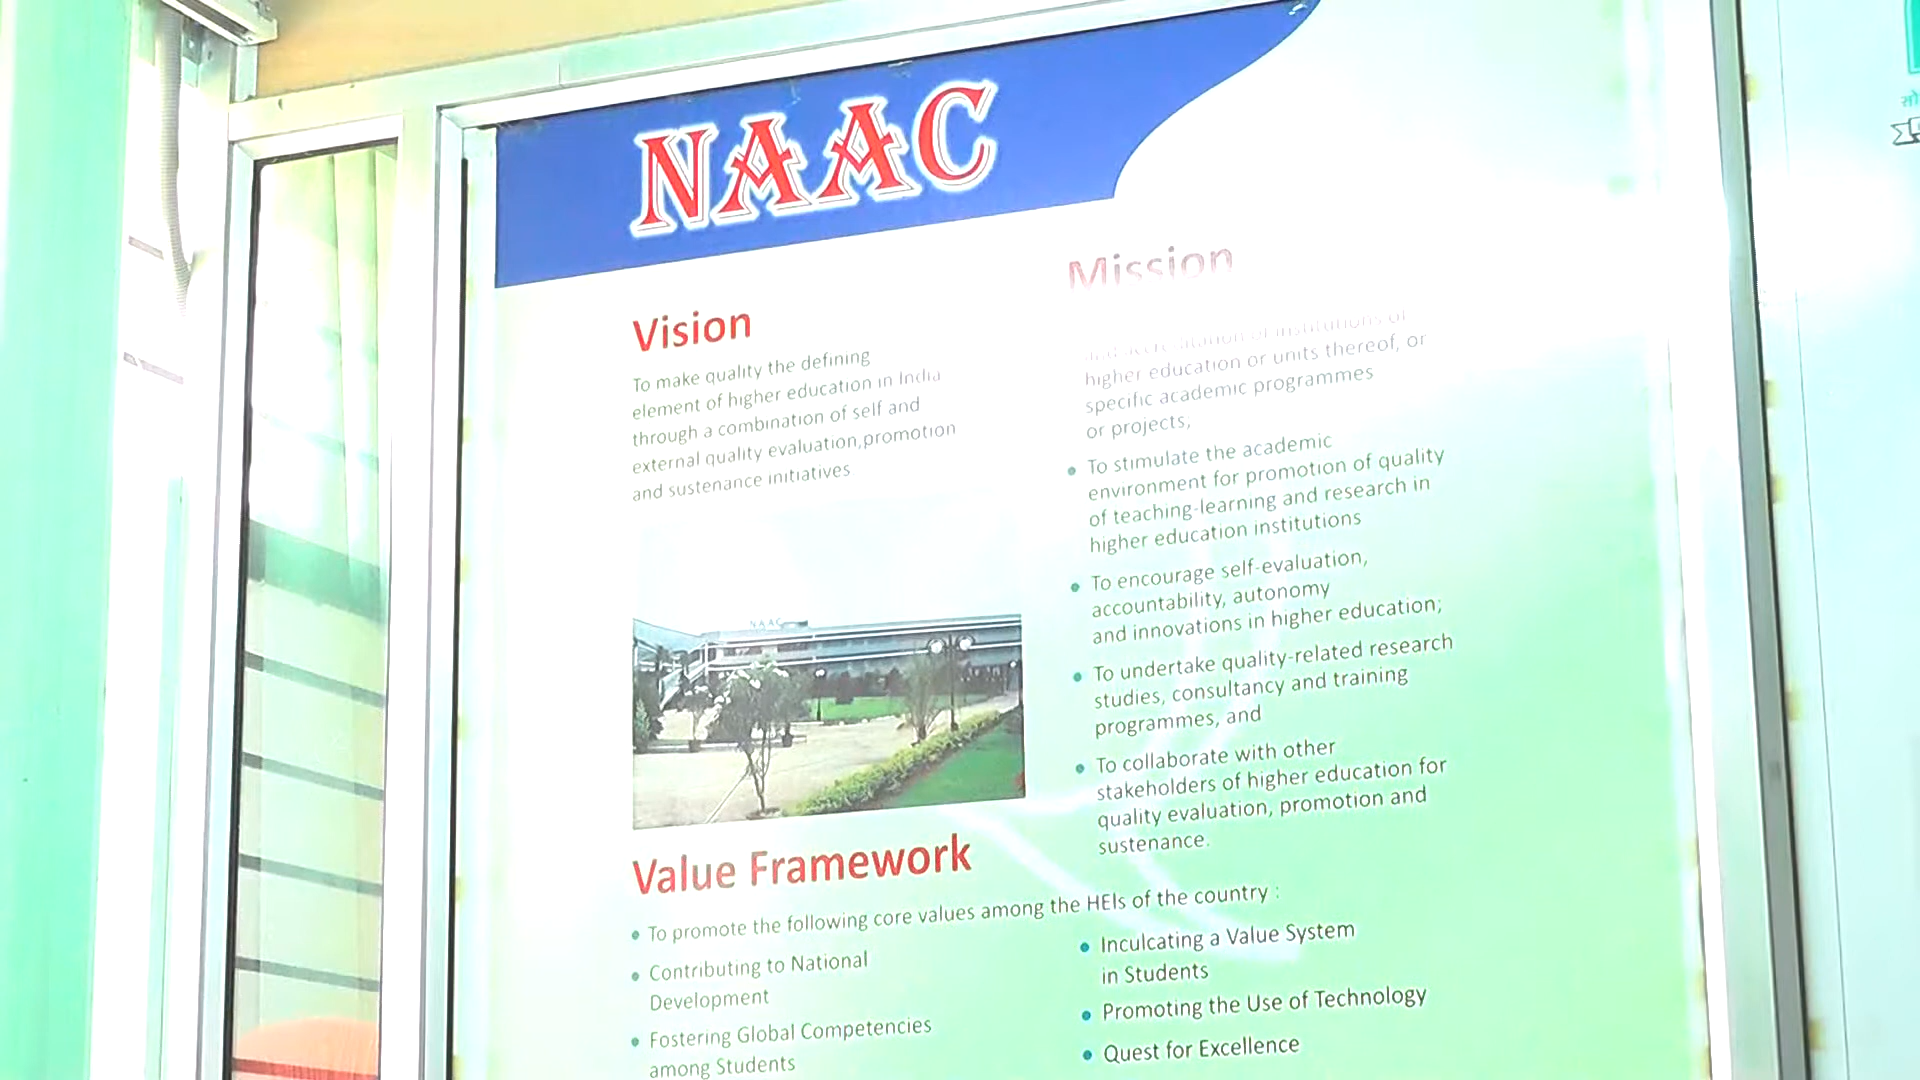 NAAC
Vision
To make quality the defining
element of higher education in India
through a combination of self and
external quality evaluation,promotion
and sustenance initiatives
Mission
institutions of
higher education or units thereof, or
specific academic programmes
or projects,
• To stimulate the academic
environment for promotion of quality
of teaching-learning and research in
higher education institutions
• To encourage self-evaluation,
accountability, autonomy
and innovations in higher education;
• To undertake quality-related research
studies, consultancy and training
programmes, and
• To collaborate with other
stakeholders of higher education for
quality evaluation, promotion and
sustenance.
NAAC
Value Framework
• To promote the following core values among the HEIs of the country :
• Contributing to National
Development
• Fostering Global Competencies
among Students
• Inculcating a Value System
in Students
• Promoting the Use of Technology
• Quest for Excellence